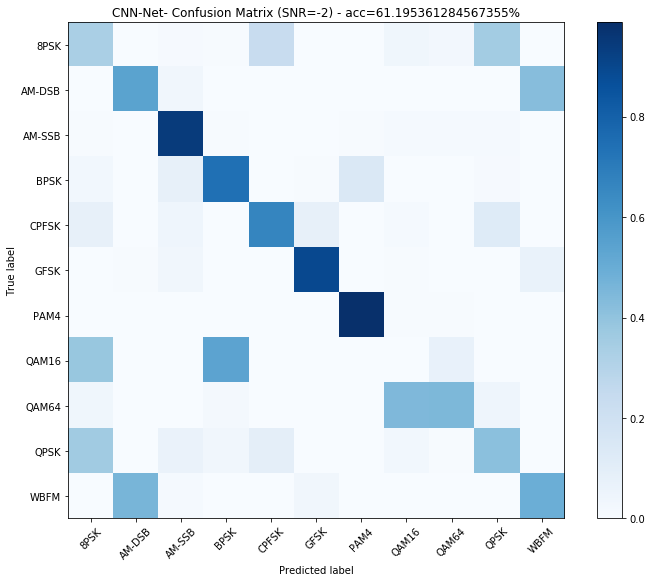 CNN-Net- Confusion Matrix (SNR=-2) - acc=61.195361284567355%
True label
8PSK
AM-DSB
AM-SSB
BPSK
CPFSK
GFSK
PAM4
QAM16
QAM64
QPSK
WBFM
8PSK AM-DSB AM-SSB BPSK CPFSK GFSK PAM4 QAM16 QAM64 QPSK WBFM
Predicted label
0.8
0.6
0.4
0.2
0.0